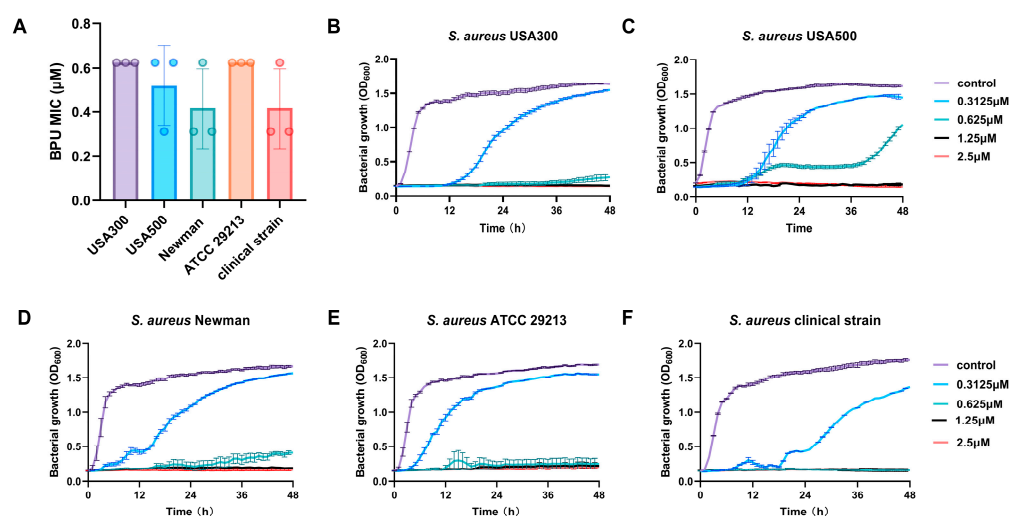 A
BPU MIC (μM)
0.8
0.6
0.4
0.2
0.0
USA300
USA500
Newman
ATCC 29213
clinical strain
B
S. aureus USA300
Bacterial growth (OD600)
2.0
1.5
1.0
0.5
0.0
0 12 24 36 48
Time (h)
C
S. aureus USA500
Bacterial growth (OD600)
2.0
1.5
1.0
0.5
0.0
0 12 24 36 48
Time
control
0.3125μM
0.625μM
1.25μM
2.5μM
D
S. aureus Newman
Bacterial growth (OD600)
2.0
1.5
1.0
0.5
0.0
0 12 24 36 48
Time (h)
E
S. aureus ATCC 29213
Bacterial growth (OD600)
2.0
1.5
1.0
0.5
0.0
0 12 24 36 48
Time (h)
F
S. aureus clinical strain
Bacterial growth (OD600)
2.0
1.5
1.0
0.5
0.0
0 12 24 36 48
Time (h)
control
0.3125μM
0.625μM
1.25μM
2.5μM